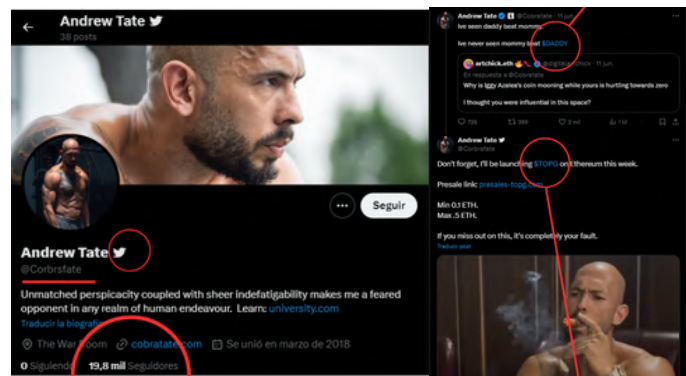 Andrew Tate
38 posts
Seguir
Andrew Tate
@Corbrsfate
Unmatched perspicacity coupled with sheer indefatigability makes me a feared
opponent in any realm of human endeavour. Learn: university.com
Traducir la biografía
The War Room cobratate.com Se unió en marzo de 2018
0 Siguiendo 19,8 mil Seguidores
Andrew Tate @Cobratate · 11 jun.
Ive seen daddy beat mommy.
Ive never seen mommy beat $DADDY
artchick.eth @digitalartchick · 11 jun.
En respuesta a @Cobratate
Why is Iggy Azalea's coin mooning while yours is hurtling towards zero
I thought you were influential in this space?
2 mil
Andrew Tate
@Corbrsfate
Don't forget, I'll be launching $TOPG on Ethereum this week.
Presale link: presales-topg.com
Min 0.1 ETH.
Max .5 ETH.
If you miss out on this, it's completely your fault.
Traducir post